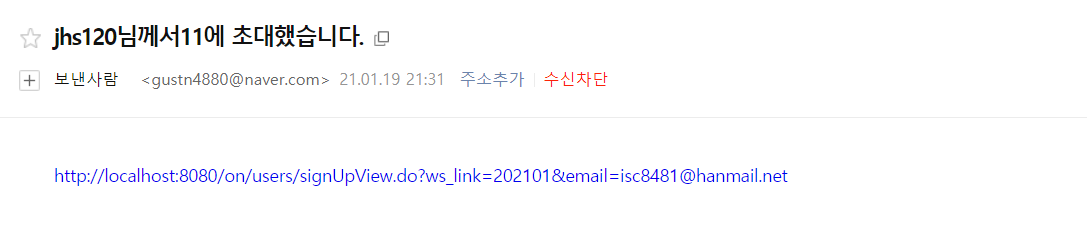 jhs120님께서11에 초대했습니다.
보낸사람 <gustn4880@naver.com> 21.01.19 21:31 주소추가 수신차단
http://localhost:8080/on/users/signUpView.do?ws_link=202101&email=isc8481@hanmail.net